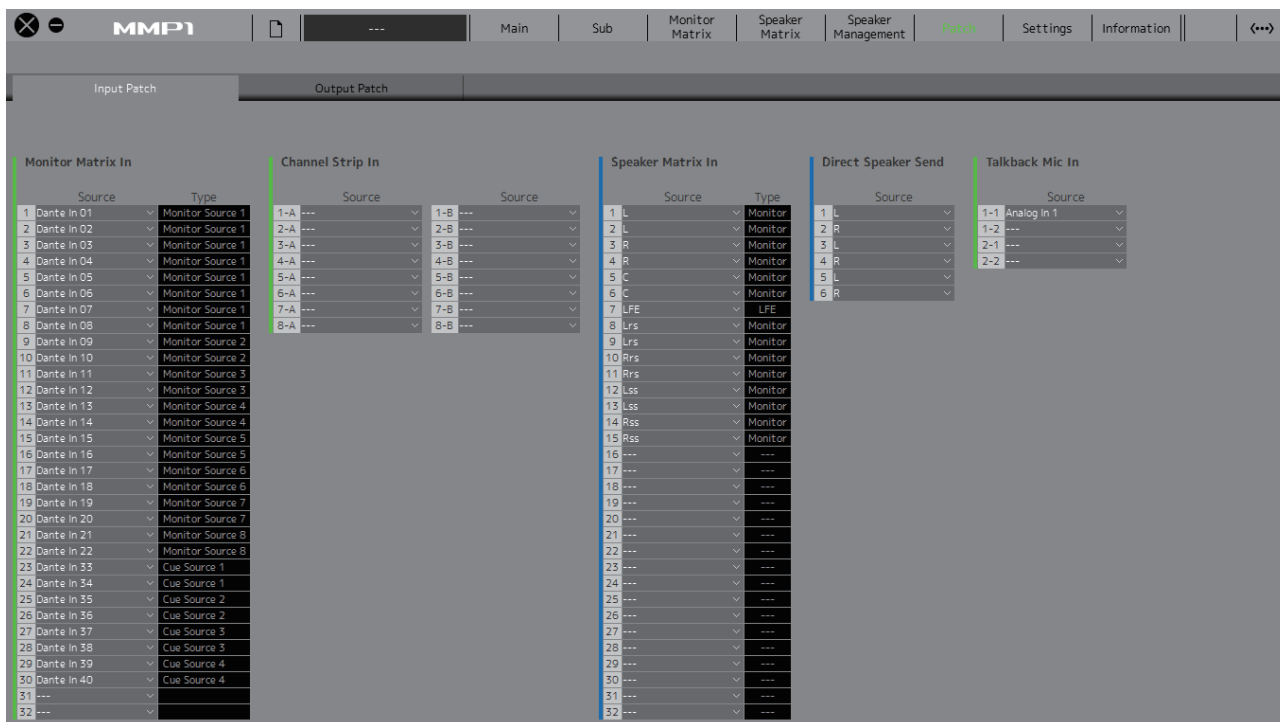 MMP1 --- Main Sub Monitor Matrix Speaker Matrix Speaker Management Patch Settings Information
Input Patch Output Patch
Monitor Matrix In
Source Type
1 Dante In 01 Monitor Source 1
2 Dante In 02 Monitor Source 1
3 Dante In 03 Monitor Source 1
4 Dante In 04 Monitor Source 1
5 Dante In 05 Monitor Source 1
6 Dante In 06 Monitor Source 1
7 Dante In 07 Monitor Source 1
8 Dante In 08 Monitor Source 1
9 Dante In 09 Monitor Source 2
10 Dante In 10 Monitor Source 2
11 Dante In 11 Monitor Source 3
12 Dante In 12 Monitor Source 3
13 Dante In 13 Monitor Source 4
14 Dante In 14 Monitor Source 4
15 Dante In 15 Monitor Source 5
16 Dante In 16 Monitor Source 5
17 Dante In 17 Monitor Source 6
18 Dante In 18 Monitor Source 6
19 Dante In 19 Monitor Source 7
20 Dante In 20 Monitor Source 7
21 Dante In 21 Monitor Source 8
22 Dante In 22 Monitor Source 8
23 Dante In 33 Cue Source 1
24 Dante In 34 Cue Source 1
25 Dante In 35 Cue Source 2
26 Dante In 36 Cue Source 2
27 Dante In 37 Cue Source 3
28 Dante In 38 Cue Source 3
29 Dante In 39 Cue Source 4
30 Dante In 40 Cue Source 4
31 ---
32 ---
Channel Strip In
Source Source
1-A --- 1-B ---
2-A --- 2-B ---
3-A --- 3-B ---
4-A --- 4-B ---
5-A --- 5-B ---
6-A --- 6-B ---
7-A --- 7-B ---
8-A --- 8-B ---
Speaker Matrix In
Source Type
1 L Monitor
2 L Monitor
3 R Monitor
4 R Monitor
5 C Monitor
6 C Monitor
7 LFE LFE
8 Lrs Monitor
9 Lrs Monitor
10 Rrs Monitor
11 Rrs Monitor
12 Lss Monitor
13 Lss Monitor
14 Rss Monitor
15 Rss Monitor
16 --- ---
17 --- ---
18 --- ---
19 --- ---
20 --- ---
21 --- ---
22 --- ---
23 --- ---
24 --- ---
25 --- ---
26 --- ---
27 --- ---
28 --- ---
29 --- ---
30 --- ---
31 --- ---
32 --- ---
Direct Speaker Send
Source
1 L
2 R
3 L
4 R
5 L
6 R
Talkback Mic In
Source
1-1 Analog In 1
1-2 ---
2-1 ---
2-2 ---